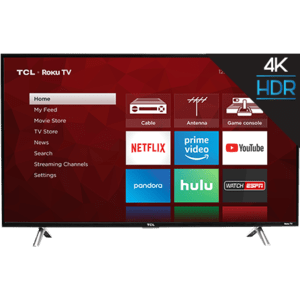 4K
HDR
TCL · Roku TV
Home
My Feed
Movie Store
TV Store
News
Search
Streaming Channels
Settings
Cable
Antenna
Game console
NETFLIX
prime video
YouTube
pandora
hulu
WATCH ESPN
TCL